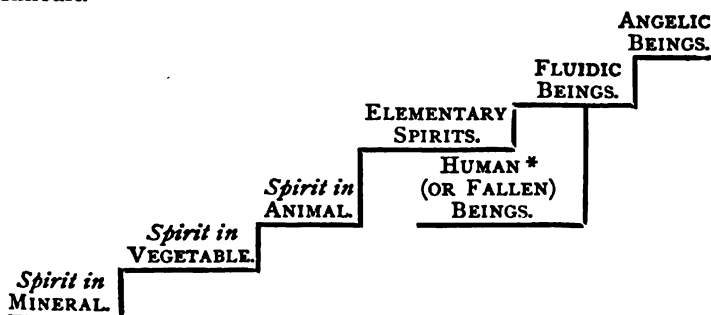 ANGELIC
BEINGS.
FLUIDIC
BEINGS.
ELEMENTARY
SPIRITS.
HUMAN *
(OR FALLEN)
BEINGS.
Spirit in
ANIMAL.
Spirit in
VEGETABLE.
Spirit in
MINERAL.